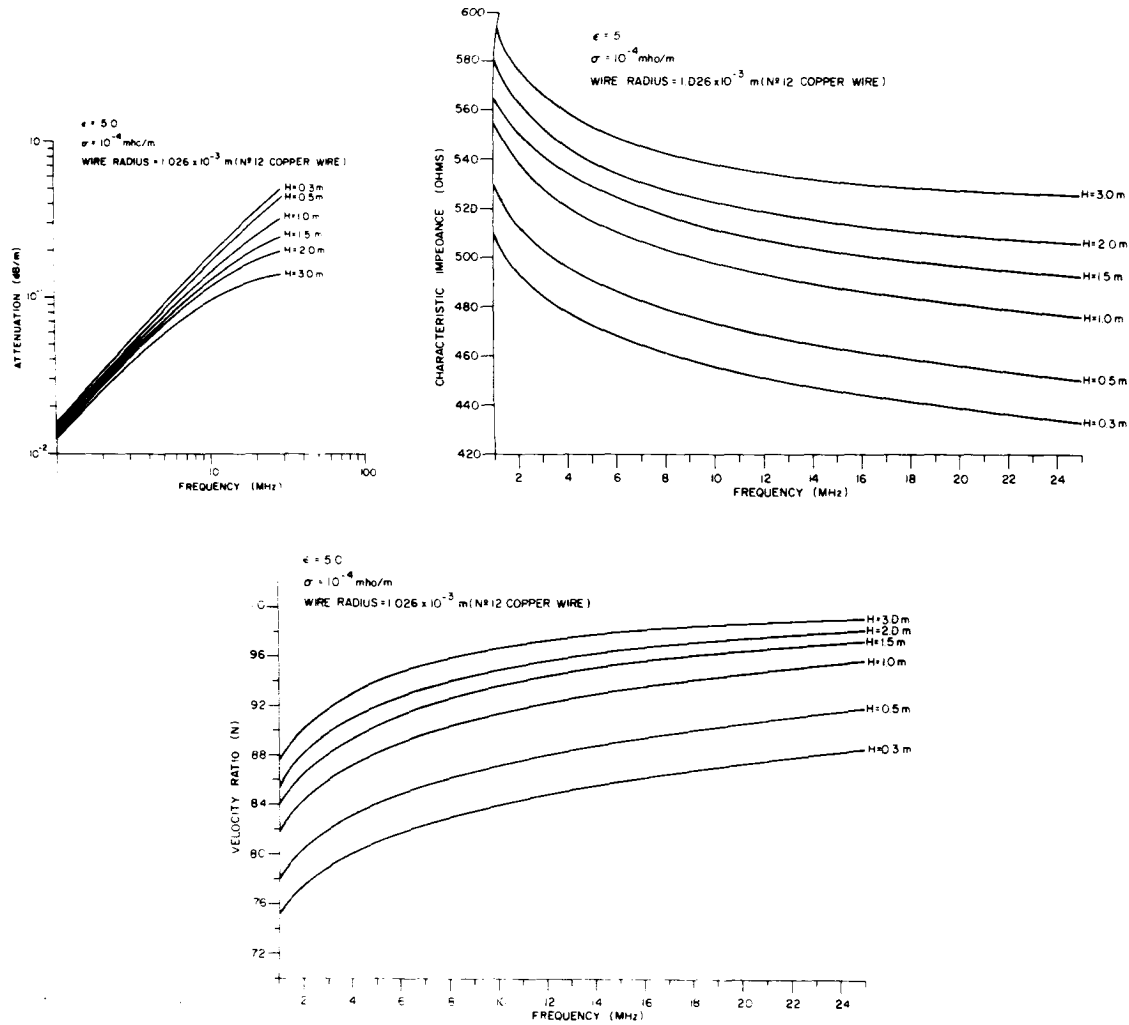 ϵ = 5.0
σ = 10⁻⁴ mho/m
WIRE RADIUS = 1.026 x 10⁻³ m (Nº 12 COPPER WIRE)
10
10⁻²
ATTENUATION (dB/m)
H=0.3m
H=0.5m
H=1.0m
H=1.5m
H=2.0m
H=3.0m
10
100
FREQUENCY (MHz)
ϵ = 5
σ = 10⁻⁴ mho/m
WIRE RADIUS = 1.026 x 10⁻³ m (Nº 12 COPPER WIRE)
600
580
560
540
520
500
480
460
440
420
CHARACTERISTIC IMPEDANCE (OHMS)
H=3.0m
H=2.0m
H=1.5m
H=1.0m
H=0.5m
H=0.3m
2 4 6 8 10 12 14 16 18 20 22 24
FREQUENCY (MHz)
ϵ = 5.0
σ = 10⁻⁴ mho/m
WIRE RADIUS = 1.026 x 10⁻³ m (Nº 12 COPPER WIRE)
96
92
88
84
80
76
72
VELOCITY RATIO (N)
H=3.0m
H=2.0m
H=1.5m
H=1.0m
H=0.5m
H=0.3m
2 4 6 8 10 12 14 16 18 20 22 24
FREQUENCY (MHz)